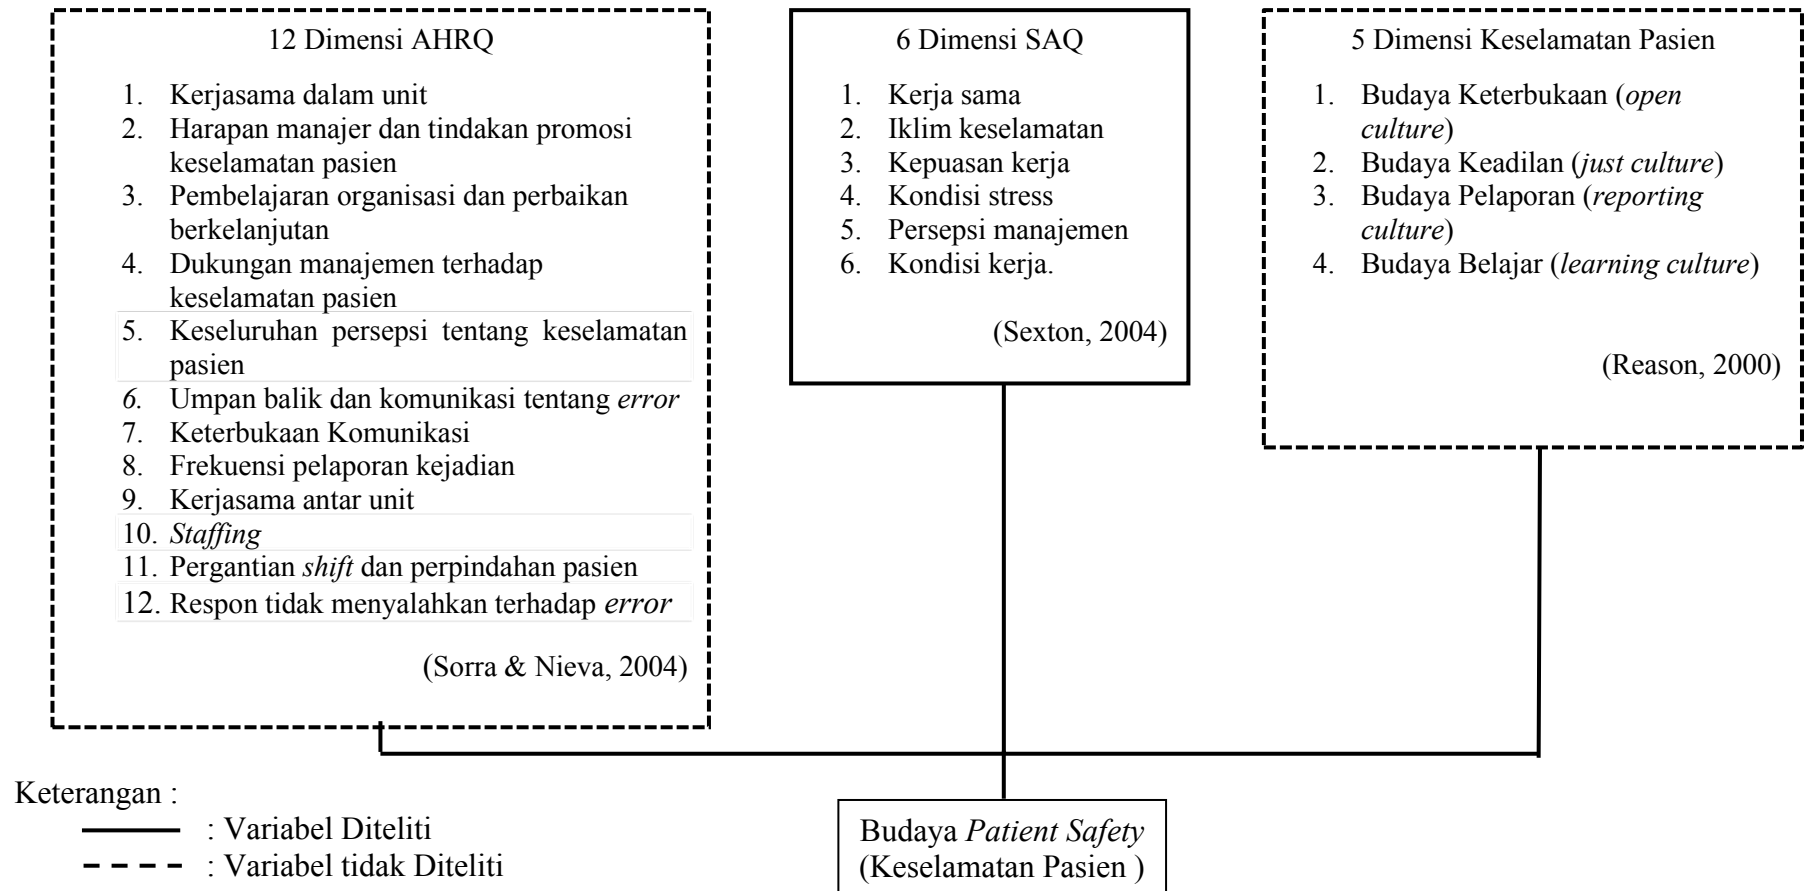 12 Dimensi AHRQ
1. Kerjasama dalam unit
2. Harapan manajer dan tindakan promosi
keselamatan pasien
3. Pembelajaran organisasi dan perbaikan
berkelanjutan
4. Dukungan manajemen terhadap
keselamatan pasien
5. Keseluruhan persepsi tentang keselamatan
pasien
6. Umpan balik dan komunikasi tentang error
7. Keterbukaan Komunikasi
8. Frekuensi pelaporan kejadian
9. Kerjasama antar unit
10. Staffing
11. Pergantian shift dan perpindahan pasien
12. Respon tidak menyalahkan terhadap error
(Sorra & Nieva, 2004)
6 Dimensi SAQ
1. Kerja sama
2. Iklim keselamatan
3. Kepuasan kerja
4. Kondisi stress
5. Persepsi manajemen
6. Kondisi kerja.
(Sexton, 2004)
5 Dimensi Keselamatan Pasien
1. Budaya Keterbukaan (open
culture)
2. Budaya Keadilan (just culture)
3. Budaya Pelaporan (reporting
culture)
4. Budaya Belajar (learning culture)
(Reason, 2000)
Keterangan :
: Variabel Diteliti
: Variabel tidak Diteliti
Budaya Patient Safety
(Keselamatan Pasien )